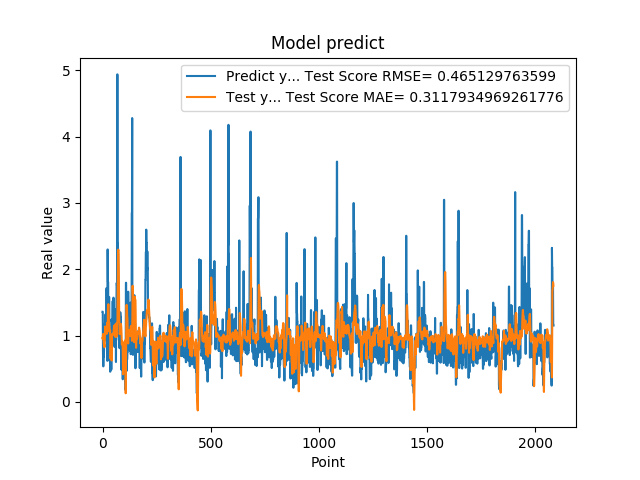 Model predict
Predict y... Test Score RMSE= 0.465129763599
Test y... Test Score MAE= 0.3117934969261776
5
4
3
2
1
0
Real value
0 500 1000 1500 2000
Point